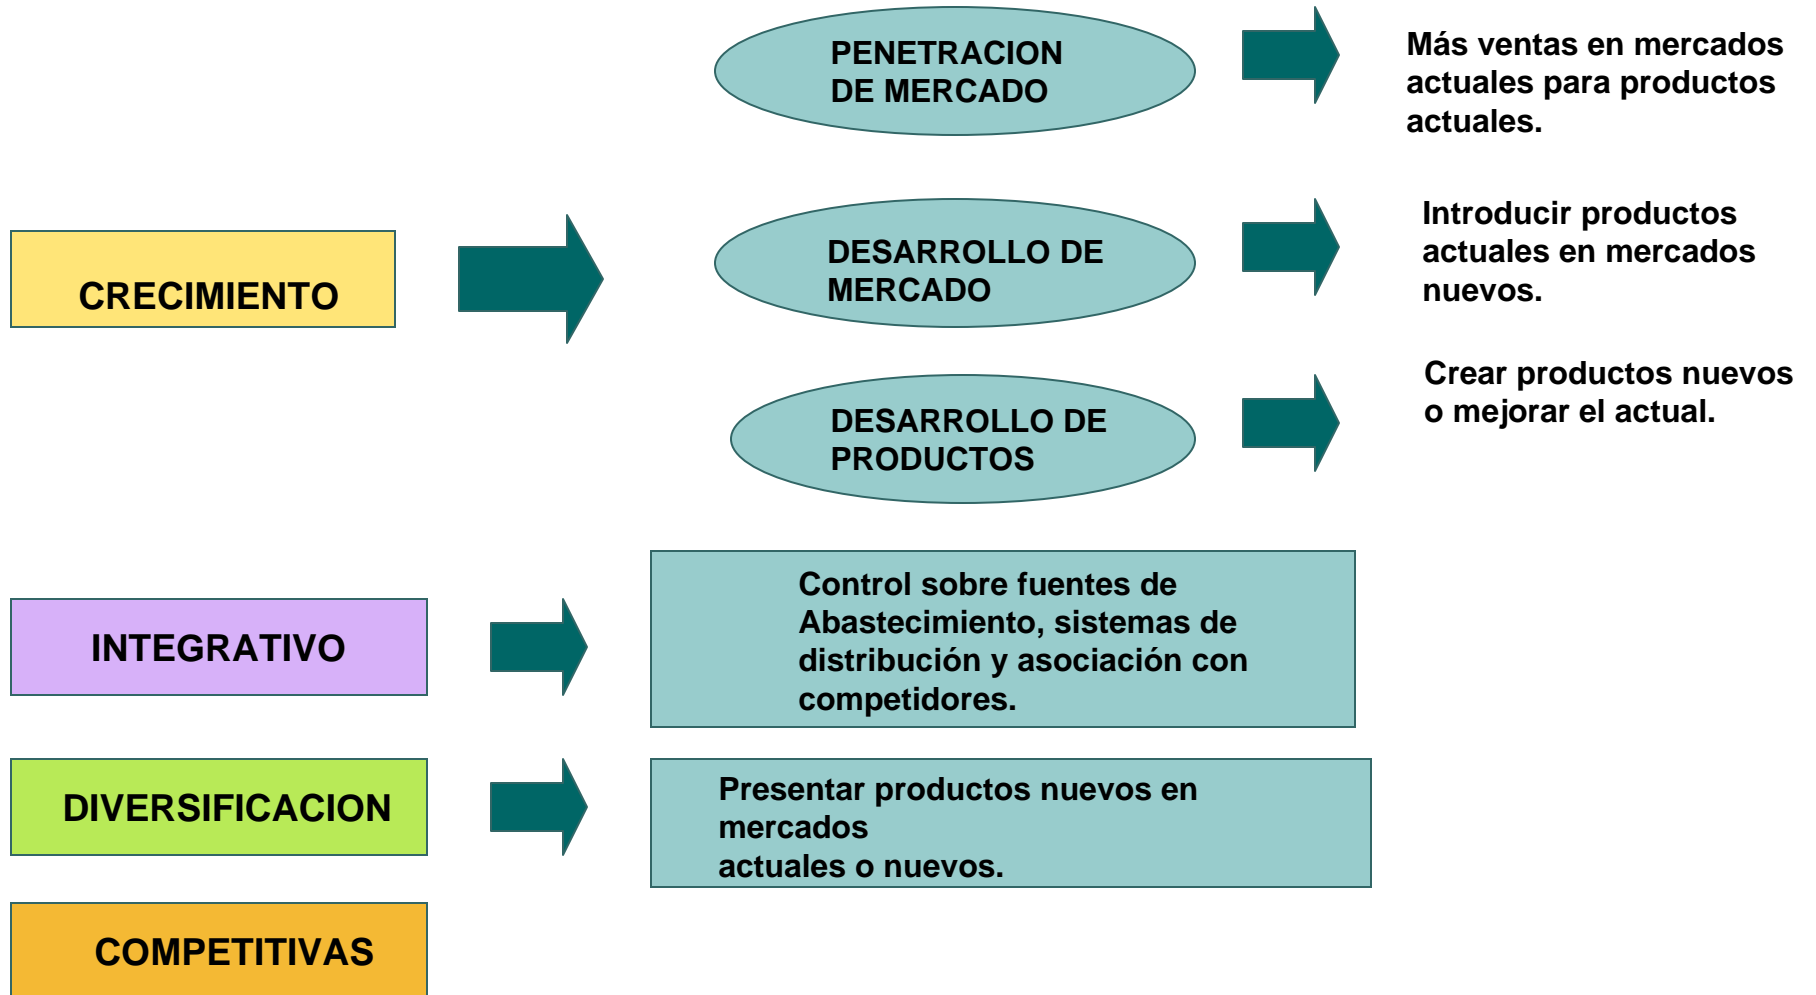 CRECIMIENTO
PENETRACION
DE MERCADO
Más ventas en mercados
actuales para productos
actuales.
DESARROLLO DE
MERCADO
Introducir productos
actuales en mercados
nuevos.
DESARROLLO DE
PRODUCTOS
Crear productos nuevos
o mejorar el actual.
INTEGRATIVO
Control sobre fuentes de
Abastecimiento, sistemas de
distribución y asociación con
competidores.
DIVERSIFICACION
Presentar productos nuevos en
mercados
actuales o nuevos.
COMPETITIVAS